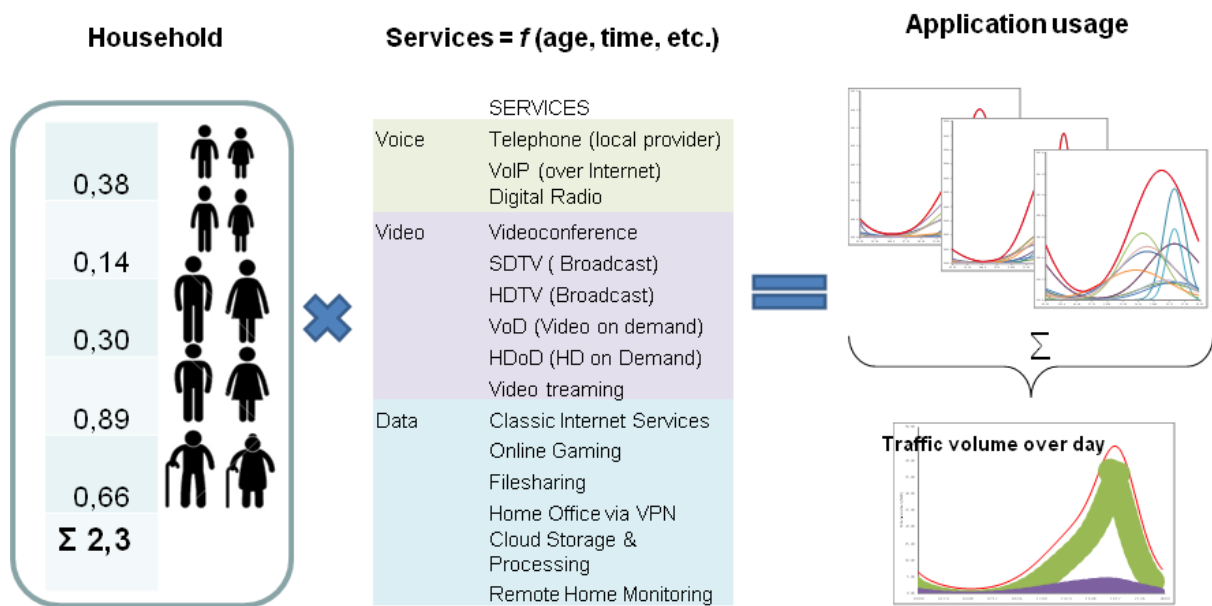 Household
0,38
0,14
0,30
0,89
0,66
Σ 2,3
Services = f (age, time, etc.)
SERVICES
Voice Telephone (local provider)
VoIP (over Internet)
Digital Radio
Video Videoconference
SDTV ( Broadcast)
HDTV (Broadcast)
VoD (Video on demand)
HDoD (HD on Demand)
Video treaming
Data Classic Internet Services
Online Gaming
Filesharing
Home Office via VPN
Cloud Storage &
Processing
Remote Home Monitoring
Application usage
Σ
Traffic volume over day